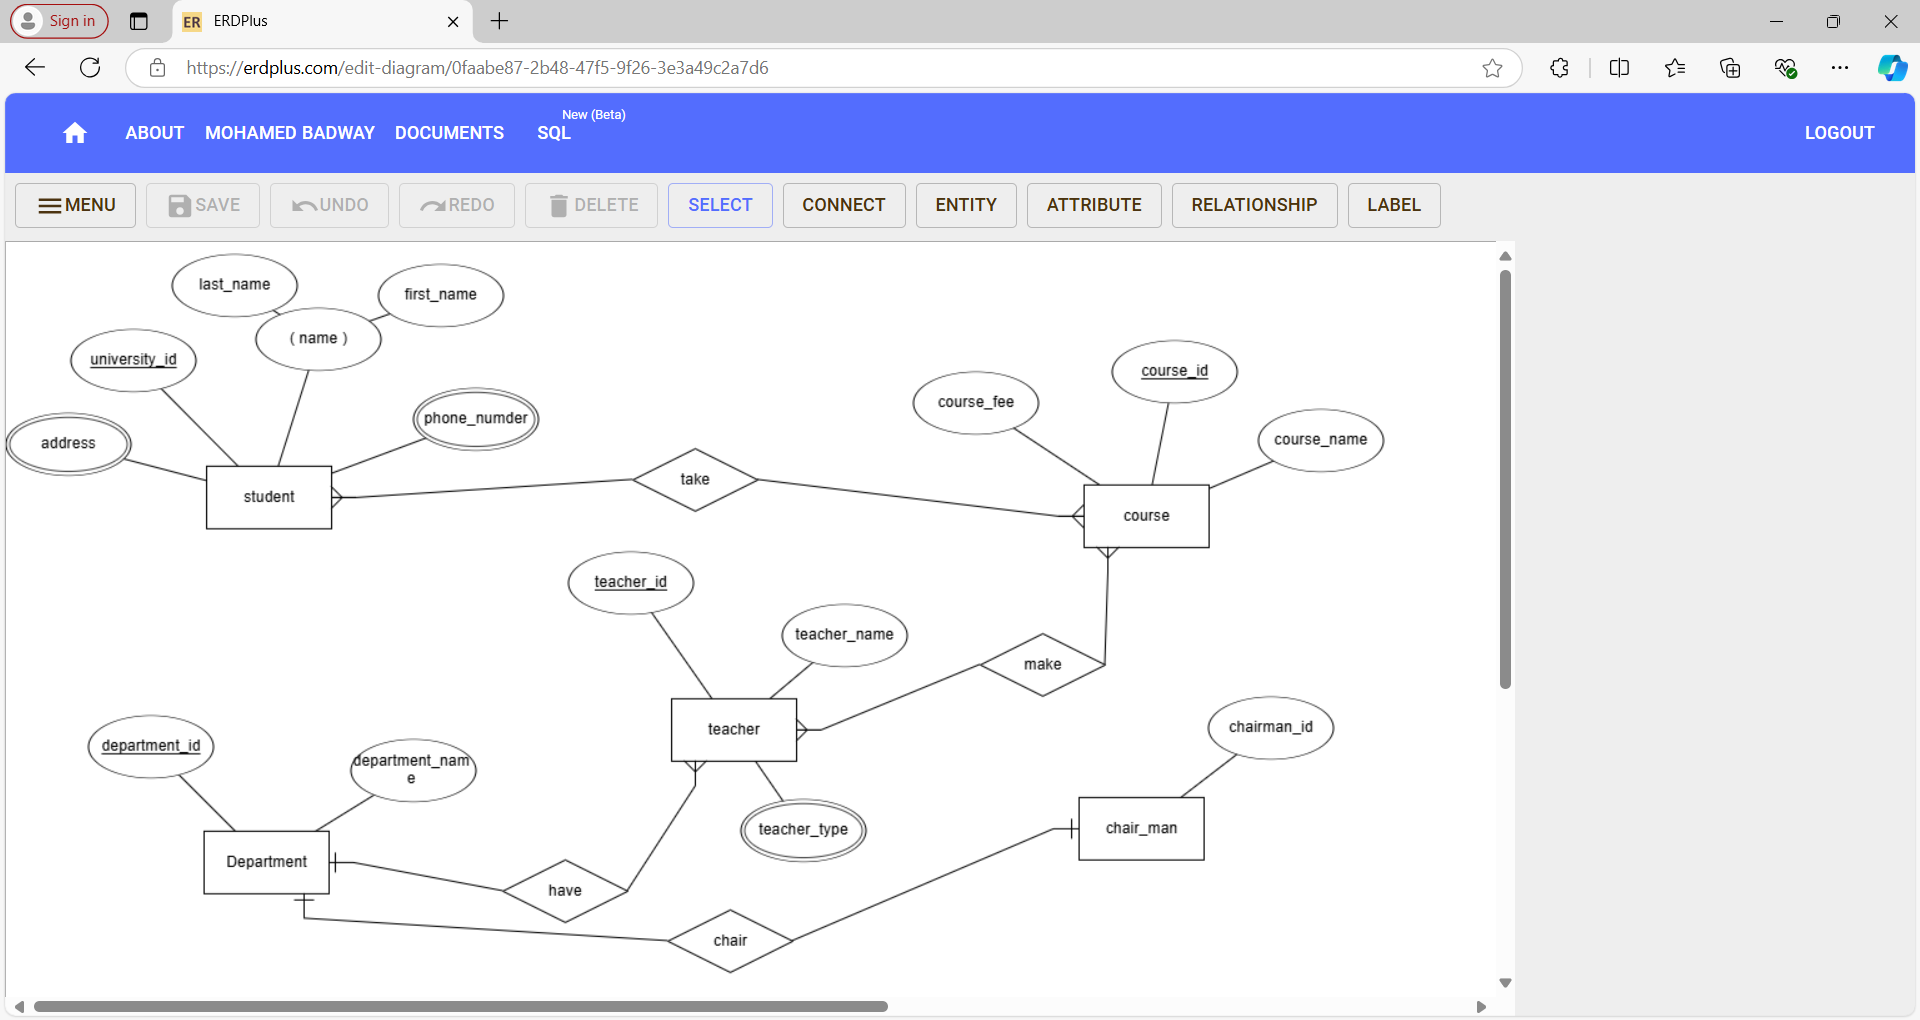 Sign in
ER ERDPlus
https://erdplus.com/edit-diagram/0faabe87-2b48-47f5-9f26-3e3a49c2a7d6
New (Beta)
ABOUT MOHAMED BADWAY DOCUMENTS SQL LOGOUT
MENU SAVE UNDO REDO DELETE SELECT CONNECT ENTITY ATTRIBUTE RELATIONSHIP LABEL
last_name
first_name
( name )
university_id
course_id
course_fee
phone_numder
course_name
address
take
student
course
teacher_id
teacher_name
make
chairman_id
teacher
department_id
department_nam
e
teacher_type
chair_man
Department
have
chair